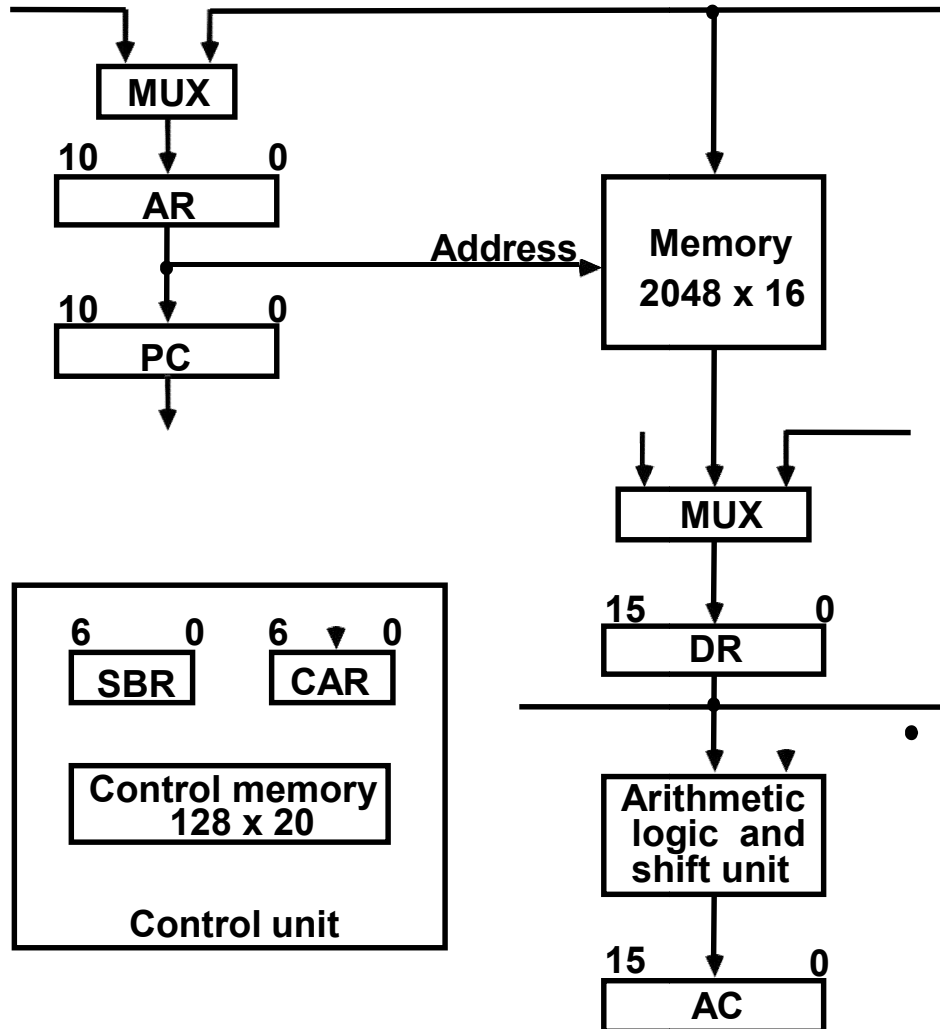 MUX
10 0
AR
Address
Memory
2048 x 16
10 0
PC
MUX
15 0
DR
6 0
SBR
6 0
CAR
Control memory
128 x 20
Control unit
Arithmetic
logic and
shift unit
15 0
AC